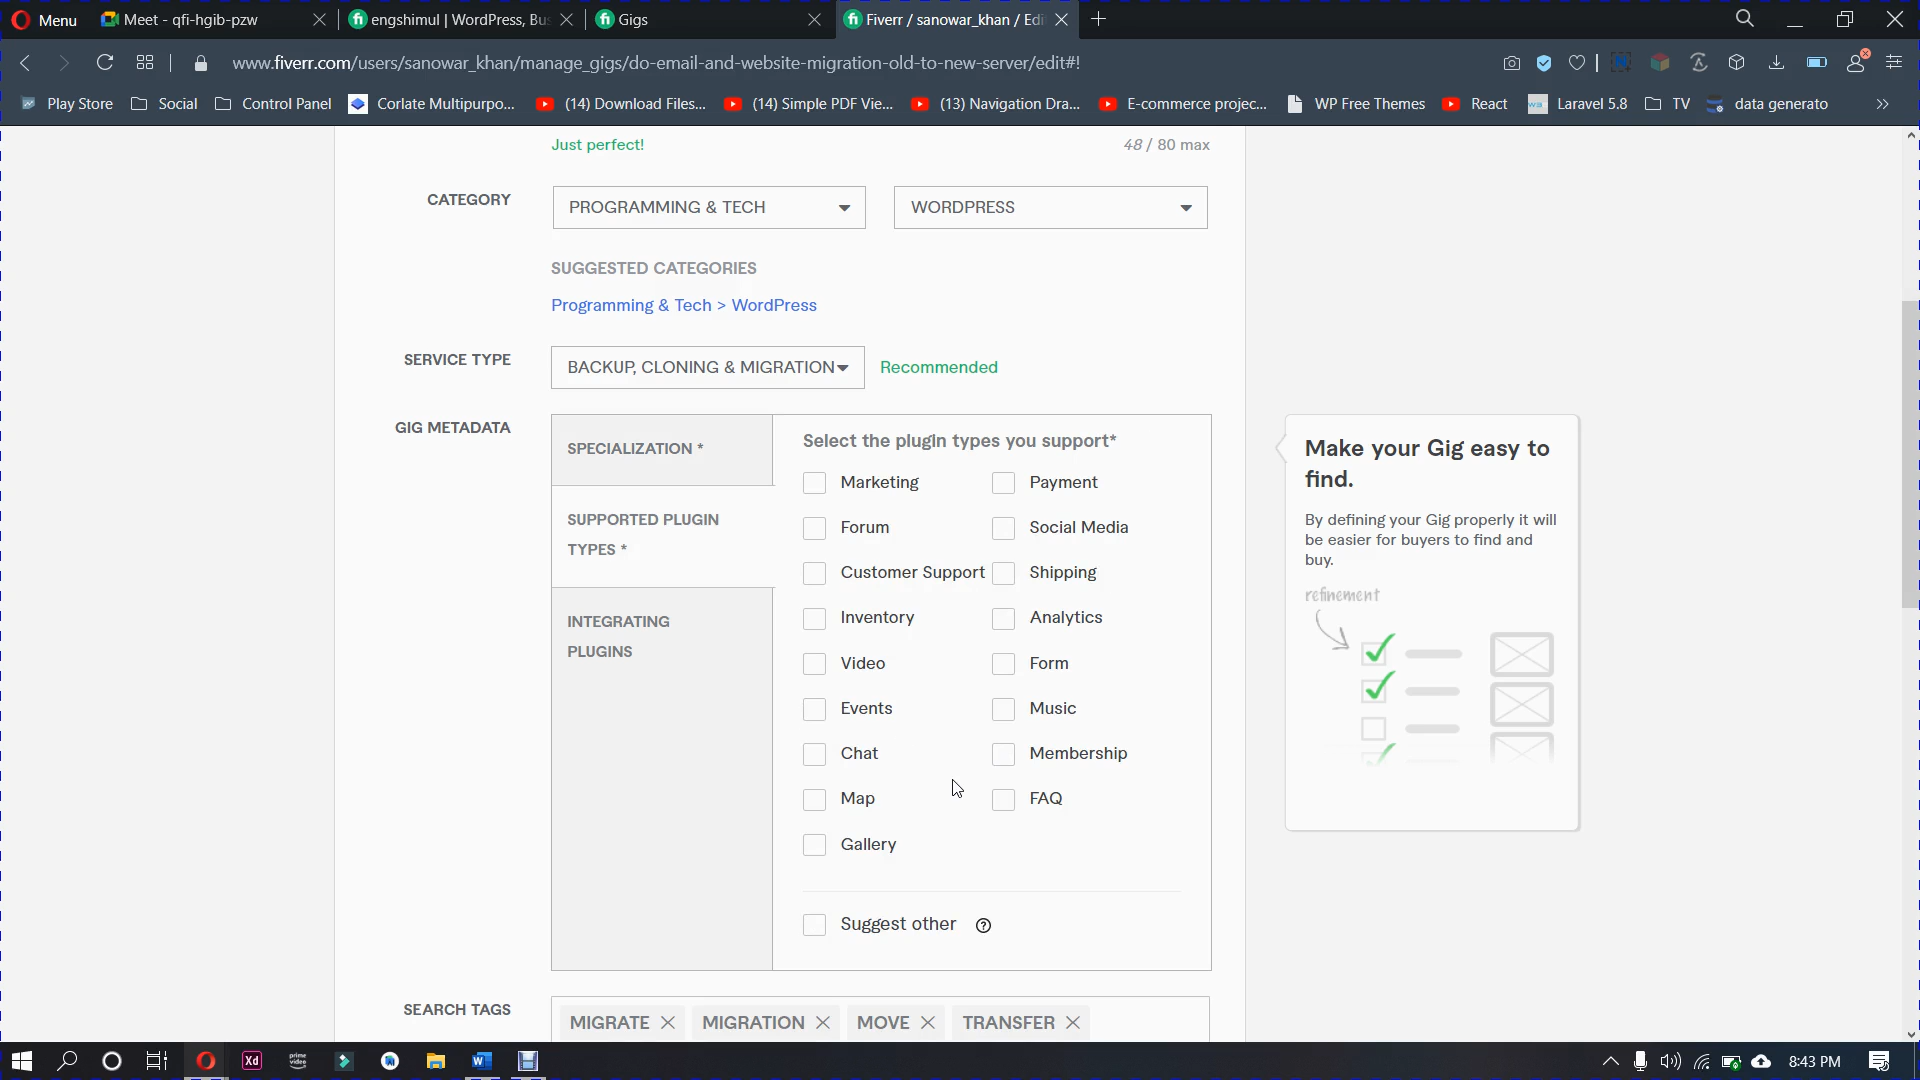 Menu
Meet - qfi-hgib-pzw
engshimul | WordPress, Bus
Gigs
Fiverr / sanowar_khan / Edi
www.fiverr.com/users/sanowar_khan/manage_gigs/do-email-and-website-migration-old-to-new-server/edit#!
Play Store
Social
Control Panel
Corlate Multipurpo...
(14) Download Files...
(14) Simple PDF Vie...
(13) Navigation Dra...
E-commerce projec...
WP Free Themes
React
Laravel 5.8
TV
data generato
Just perfect!
48 / 80 max
CATEGORY
PROGRAMMING & TECH
WORDPRESS
SUGGESTED CATEGORIES
Programming & Tech > WordPress
SERVICE TYPE
BACKUP, CLONING & MIGRATION
Recommended
GIG METADATA
SPECIALIZATION *
SUPPORTED PLUGIN
TYPES *
INTEGRATING
PLUGINS
Select the plugin types you support*
Marketing
Payment
Forum
Social Media
Customer Support
Shipping
Inventory
Analytics
Video
Form
Events
Music
Chat
Membership
Map
FAQ
Gallery
Suggest other
Make your Gig easy to
find.
By defining your Gig properly it will
be easier for buyers to find and
buy.
refinement
SEARCH TAGS
MIGRATE
MIGRATION
MOVE
TRANSFER
Xd
prime
video
8:43 PM